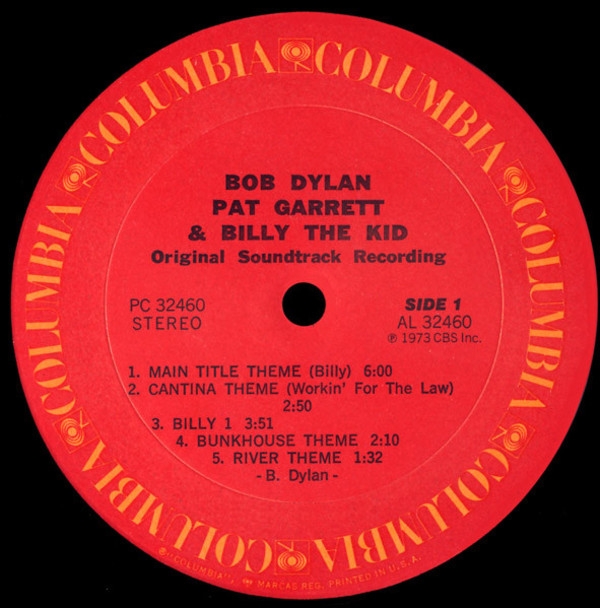 COLUMBIA COLUMBIA COLUMBIA COLUMBIA COLUMBIA COLUMBIA
BOB DYLAN
PAT GARRETT
& BILLY THE KID
Original Soundtrack Recording
PC 32460
STEREO
SIDE 1
AL 32460
℗ 1973 CBS Inc.
1. MAIN TITLE THEME (Billy) 6:00
2. CANTINA THEME (Workin' For The Law)
2:50
3. BILLY 1 3:51
4. BUNKHOUSE THEME 2:10
5. RIVER THEME 1:32
- B. Dylan -
"COLUMBIA", MARCAS REG. PRINTED IN U.S.A.